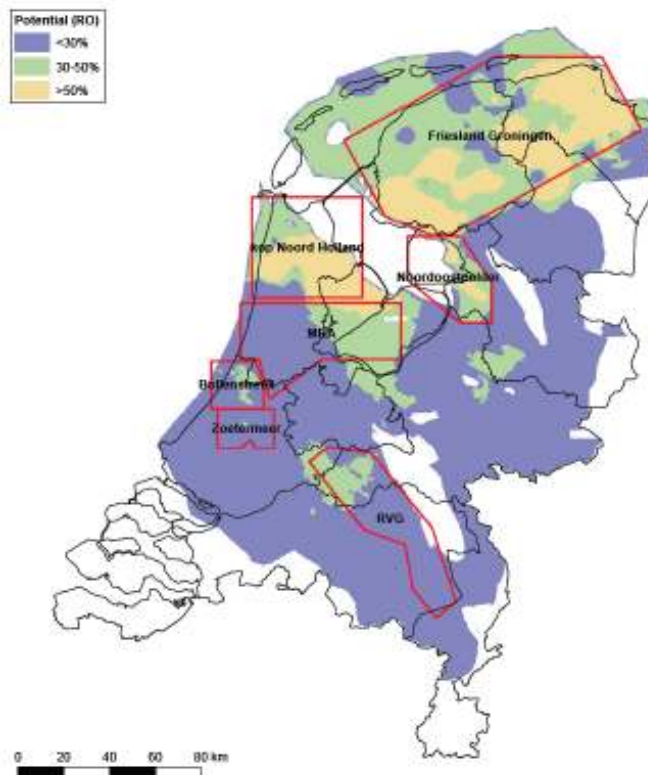 Potential (RO)
<30%
30-50%
>50%
Friesland Groningen
kop Noord Holland
Noordoostpolder
MRA
Bollenstreek
Zoetermeer
RVG
0 20 40 60 80 km